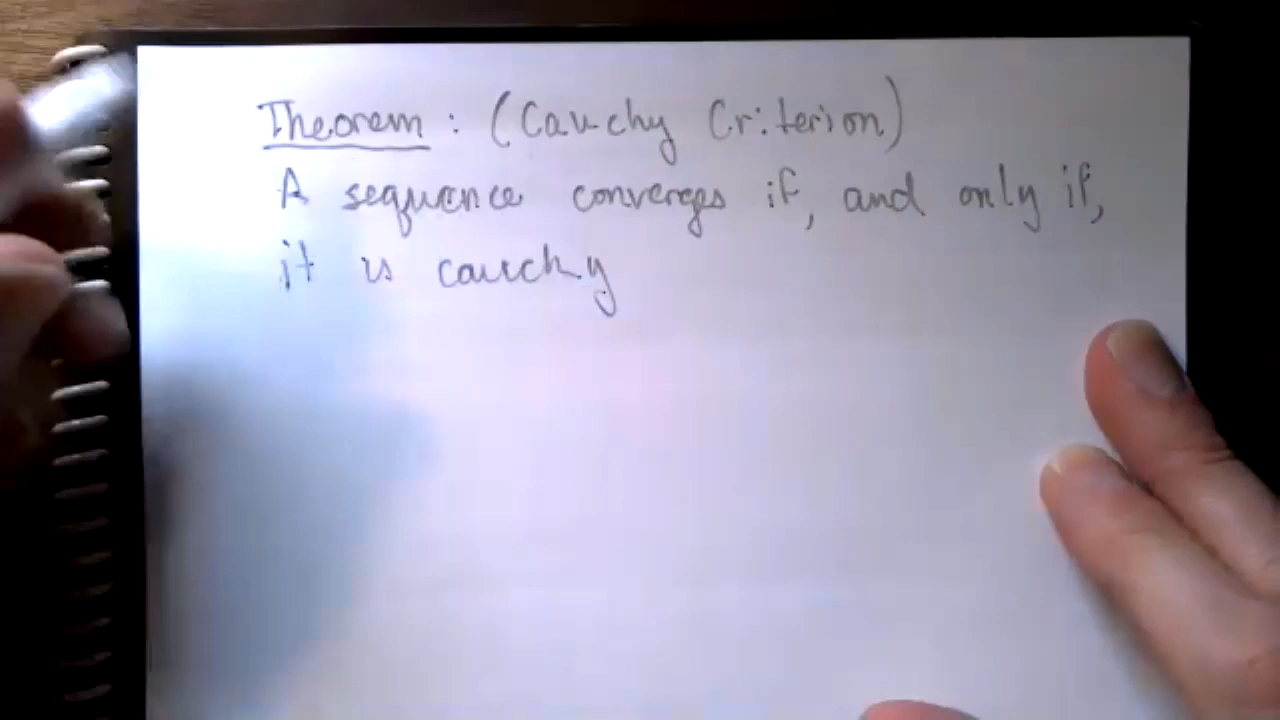 Theorem : (Cauchy Criterion)
A sequence converges if, and only if,
it is cauchy